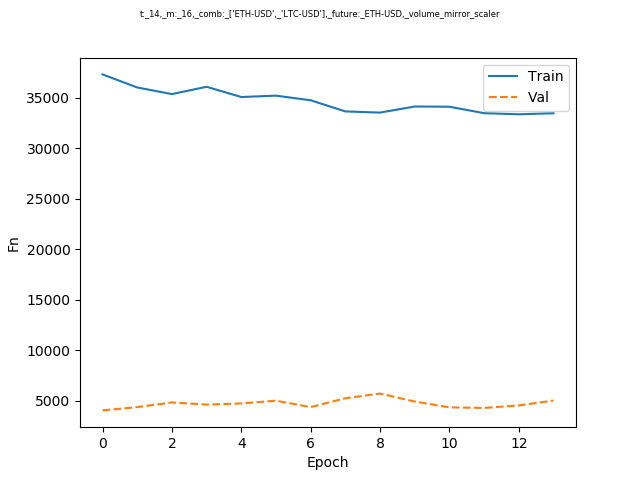 t:_14,_m:_16,_comb:_['ETH-USD',_'LTC-USD'],_future:_ETH-USD,_volume_mirror_scaler
Train
Val
35000
30000
25000
20000
15000
10000
5000
Fn
0 2 4 6 8 10 12
Epoch